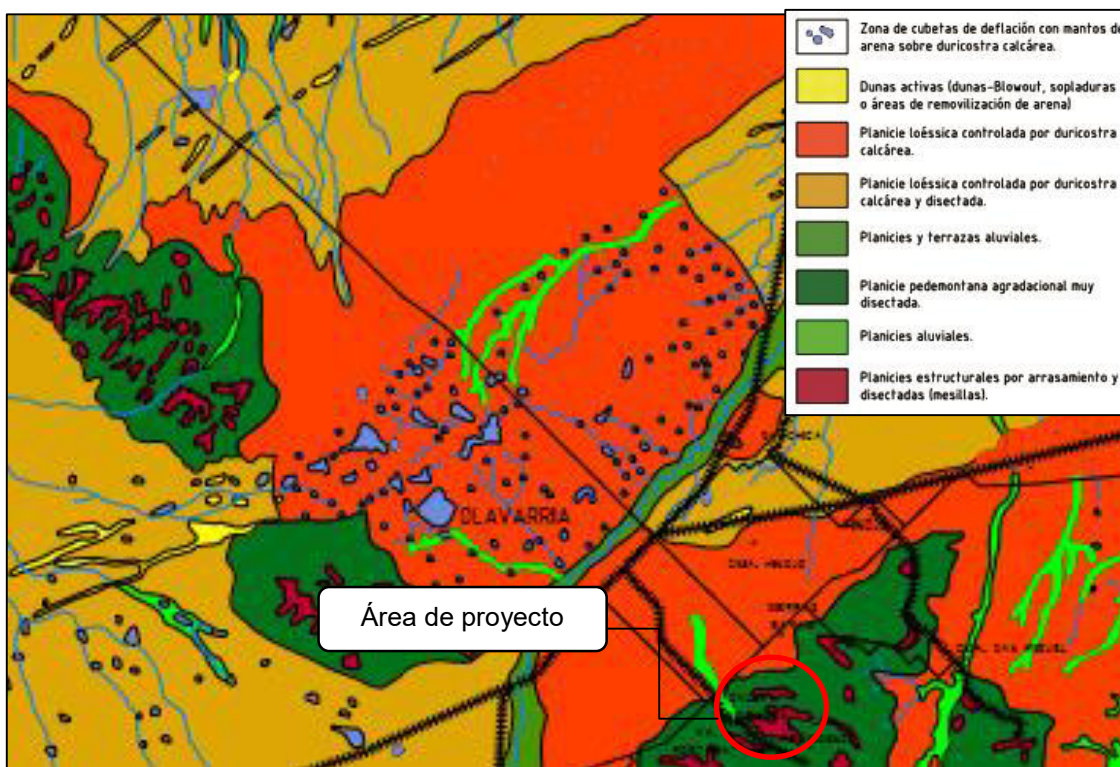 Zona de cubetas de deflación con mantos de
arena sobre duricostra calcárea.
Dunas activas (dunas-Blowout, sopladuras
o áreas de removilización de arena)
Planicie loéssica controlada por duricostra
calcárea.
Planicie loéssica controlada por duricostra
calcárea y disectada.
Planicies y terrazas aluviales.
Planicie pedemontana agradacional muy
disectada.
Planicies aluviales.
Planicies estructurales por arrasamiento y
disectadas (mesillas).
OLAVARRIA
Área de proyecto